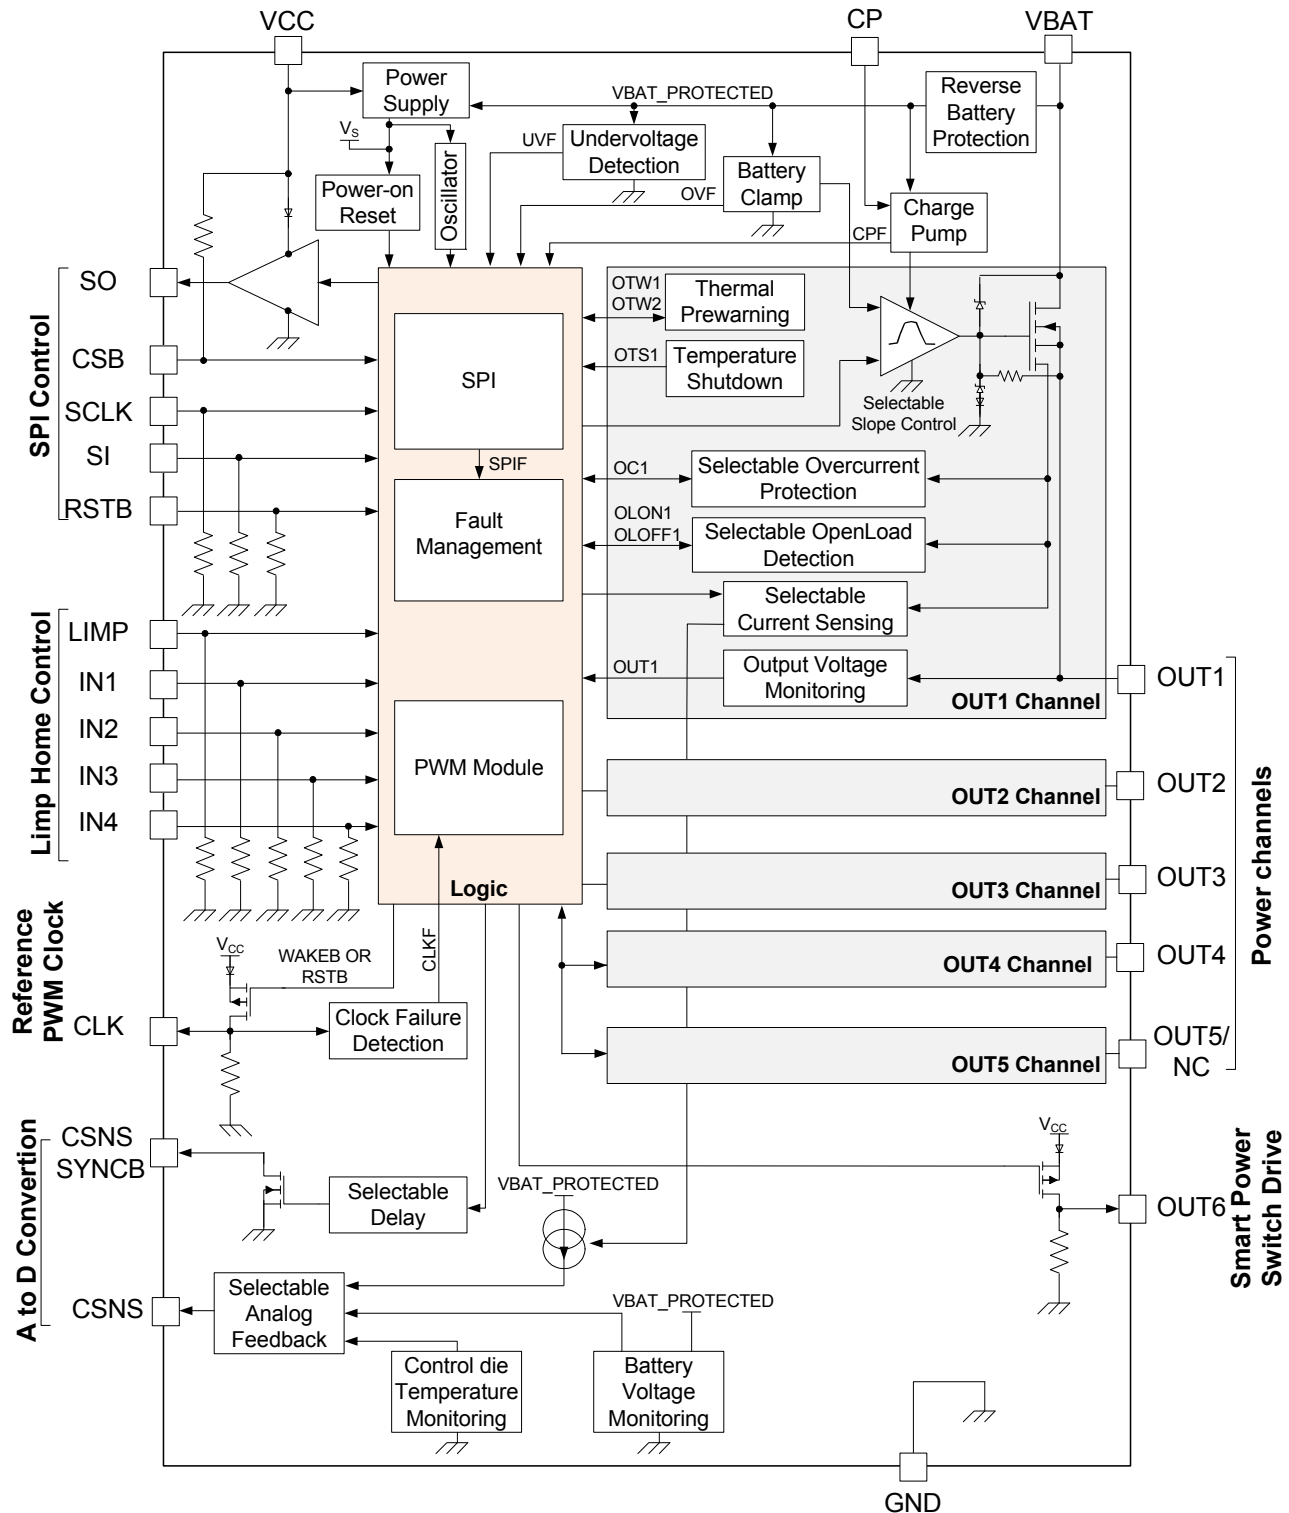 VCC
CP
VBAT
Power
Supply
VBAT_PROTECTED
Reverse
Battery
Protection
VS
UVF
Undervoltage
Detection
Oscillator
Power-on
Reset
OVF
Battery
Clamp
Charge
Pump
CPF
SPI Control
SO
CSB
SCLK
SI
RSTB
SPI
SPIF
Fault
Management
PWM Module
Logic
OTW1
OTW2
Thermal
Prewarning
OTS1
Temperature
Shutdown
Selectable
Slope Control
OC1
Selectable Overcurrent
Protection
OLON1
OLOFF1
Selectable OpenLoad
Detection
Selectable
Current Sensing
OUT1
Output Voltage
Monitoring
OUT1 Channel
OUT1
Limp Home Control
LIMP
IN1
IN2
IN3
IN4
OUT2 Channel
OUT2
OUT3 Channel
OUT3
OUT4 Channel
OUT4
OUT5 Channel
OUT5/
NC
Power channels
Reference
PWM Clock
CLK
VCC
WAKEB OR
RSTB
CLKF
Clock Failure
Detection
A to D Convertion
CSNS
SYNCB
Selectable
Delay
VBAT_PROTECTED
VCC
OUT6
Smart Power
Switch Drive
CSNS
Selectable
Analog
Feedback
VBAT_PROTECTED
Control die
Temperature
Monitoring
Battery
Voltage
Monitoring
GND